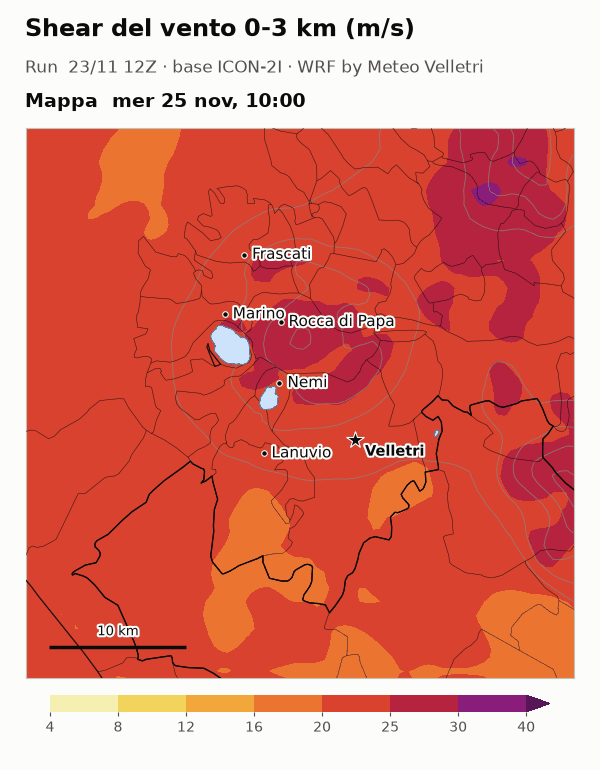 Shear del vento 0-3 km (m/s)
Run  23/11 12Z · base ICON-2I · WRF by Meteo Velletri
Mappa  mer 25 nov, 10:00
Frascati
Marino
Rocca di Papa
Nemi
Velletri
Lanuvio
10 km
4 8 12 16 20 25 30 40